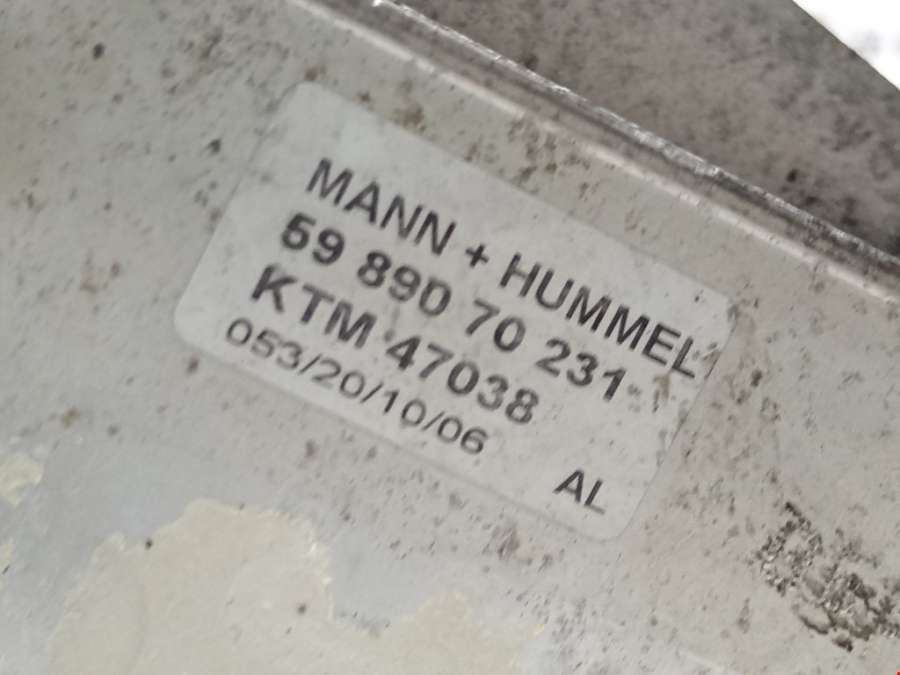 MANN + HUMMEL
59 890 70 231
KTM 47038
053/20/10/06
AL